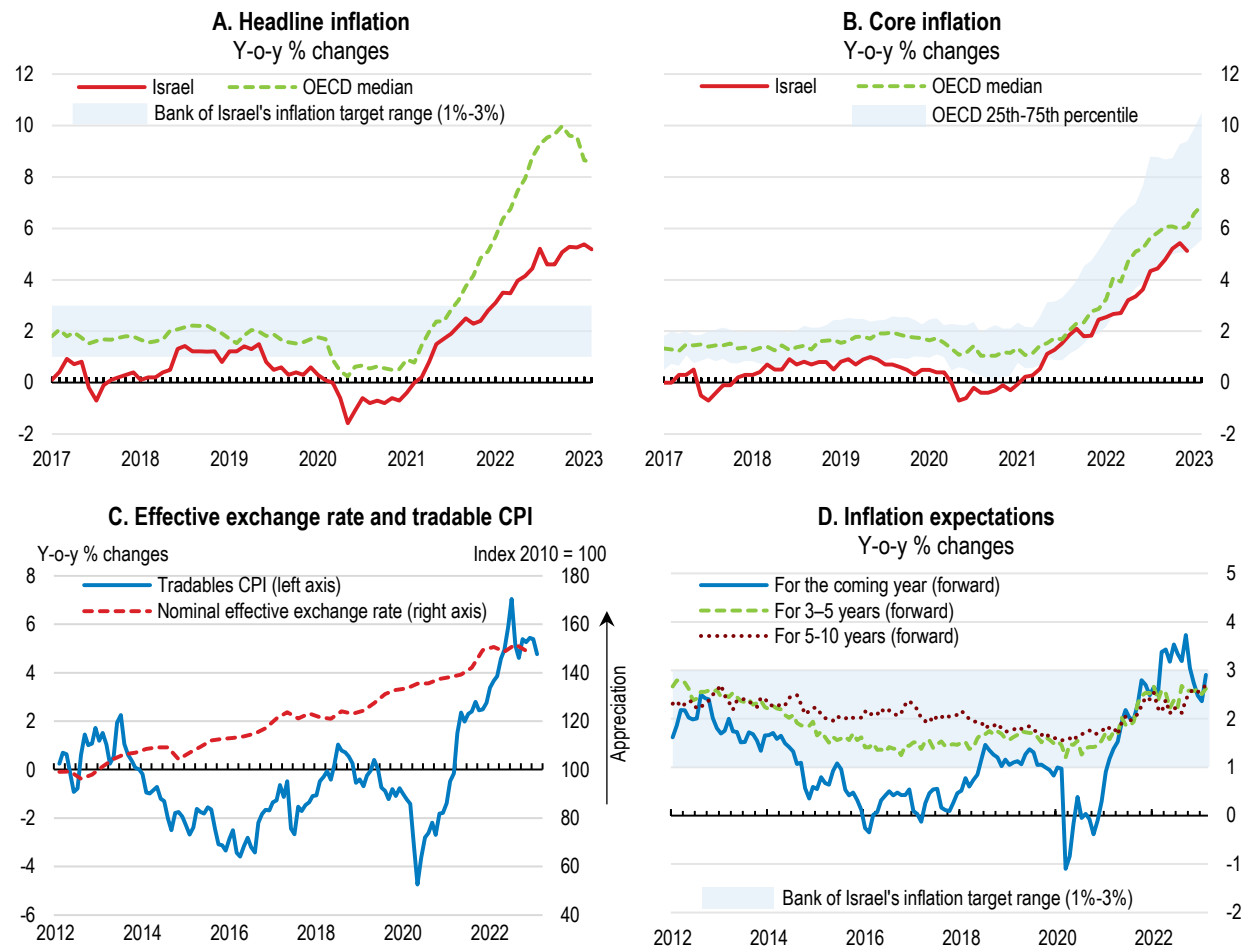 A. Headline inflation
Y-o-y % changes
12
10
8
6
4
2
0
-2
Israel
OECD median
Bank of Israel's inflation target range (1%-3%)
2017 2018 2019 2020 2021 2022 2023
B. Core inflation
Y-o-y % changes
Israel
OECD median
OECD 25th-75th percentile
12
10
8
6
4
2
0
-2
2017 2018 2019 2020 2021 2022 2023
C. Effective exchange rate and tradable CPI
Y-o-y % changes
Index 2010 = 100
8
6
4
2
0
-2
-4
-6
Tradables CPI (left axis)
Nominal effective exchange rate (right axis)
180
160
140
120
100
80
60
40
Appreciation
2012 2014 2016 2018 2020 2022
D. Inflation expectations
Y-o-y % changes
For the coming year (forward)
For 3–5 years (forward)
For 5-10 years (forward)
5
4
3
2
1
0
-1
-2
Bank of Israel's inflation target range (1%-3%)
2012 2014 2016 2018 2020 2022